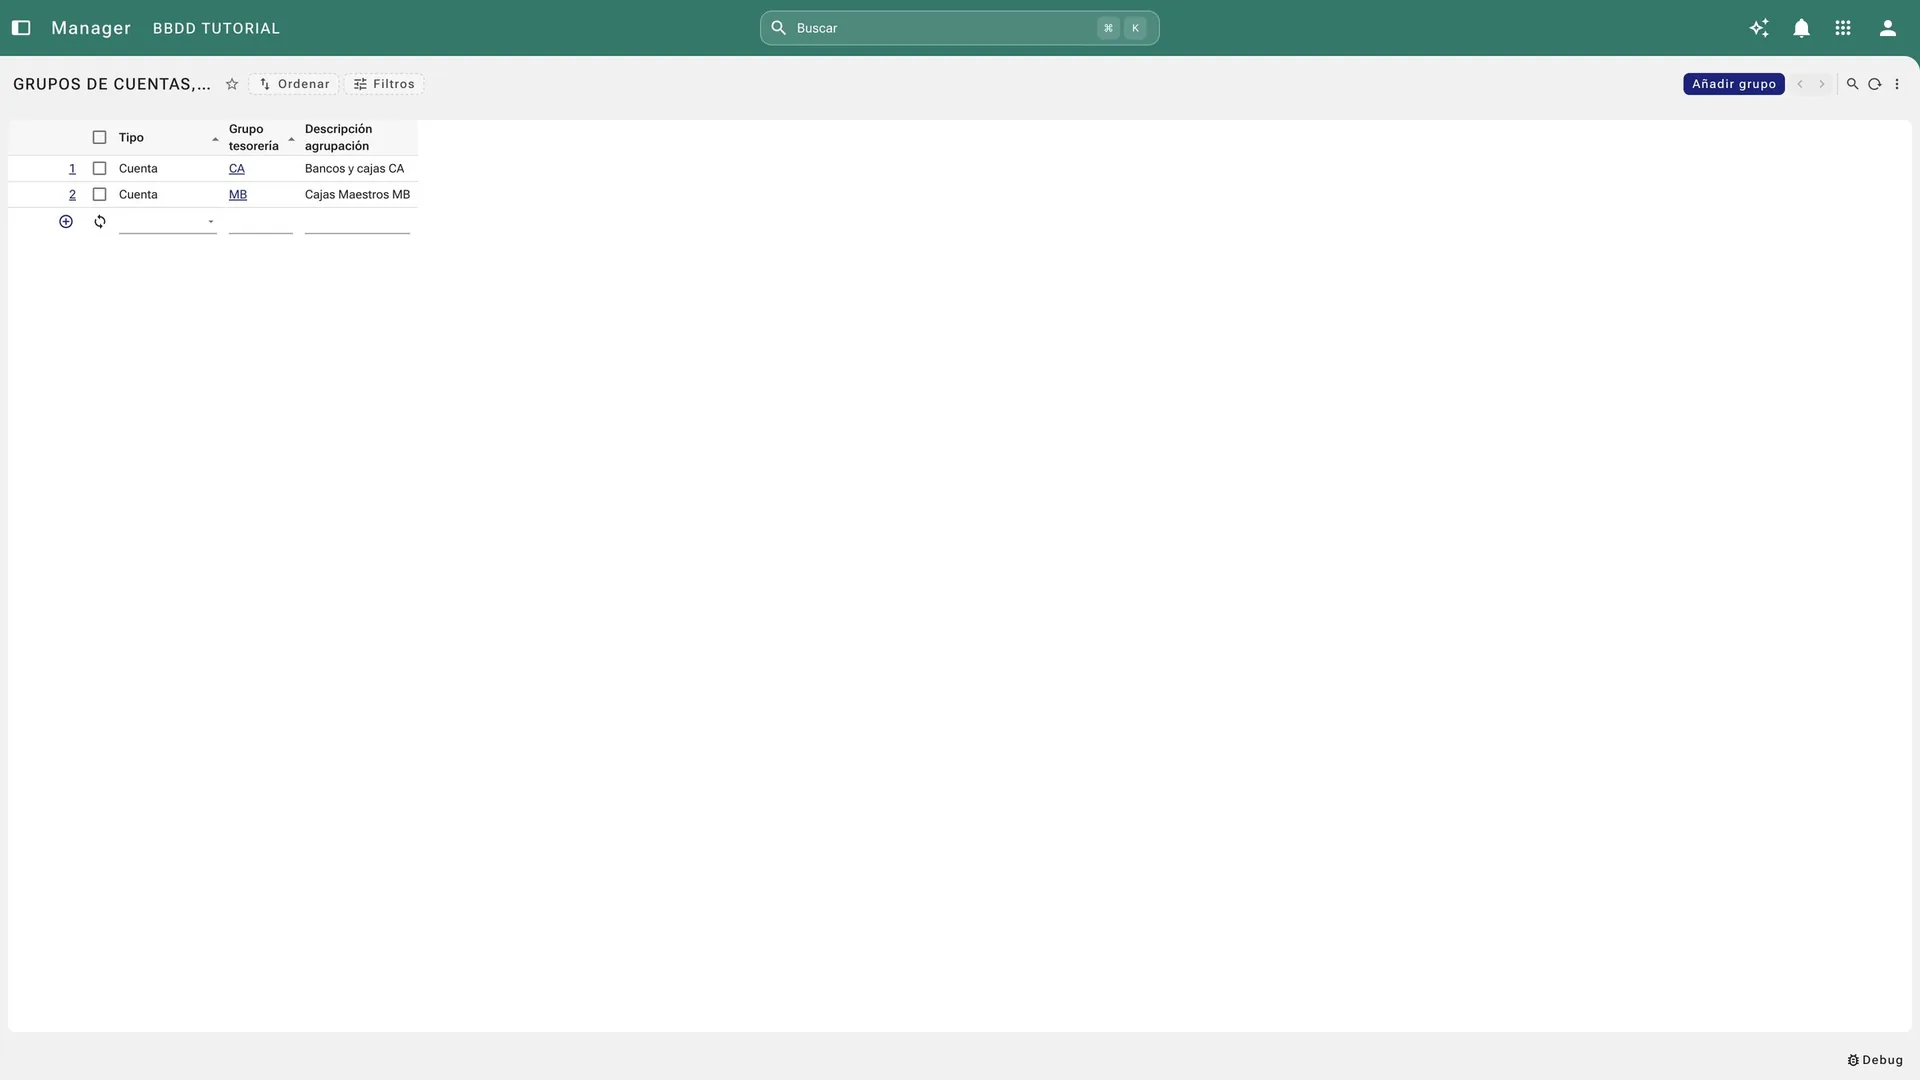 Manager BBDD TUTORIAL
Buscar ⌘ K
GRUPOS DE CUENTAS,... Ordenar Filtros
Añadir grupo
Tipo Grupo tesorería Descripción agrupación
1 Cuenta CA Bancos y cajas CA
2 Cuenta MB Cajas Maestros MB
Debug